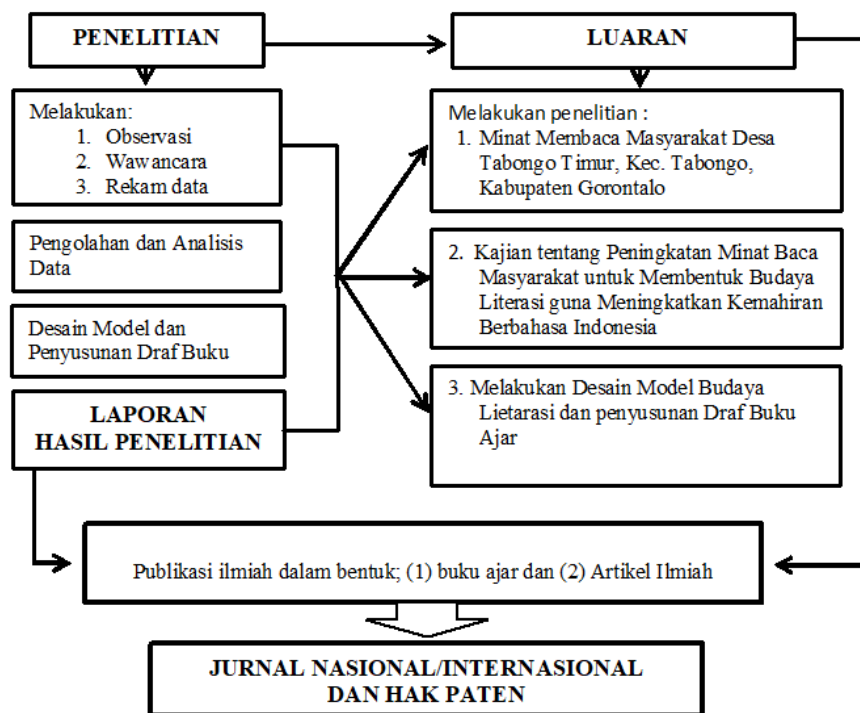 PENELITIAN
LUARAN
Melakukan:
1. Observasi
2. Wawancara
3. Rekam data
Pengolahan dan Analisis
Data
Desain Model dan
Penyusunan Draf Buku
LAPORAN
HASIL PENELITIAN
Melakukan penelitian :
1. Minat Membaca Masyarakat Desa
Tabongo Timur, Kec. Tabongo,
Kabupaten Gorontalo
2. Kajian tentang Peningkatan Minat Baca
Masyarakat untuk Membentuk Budaya
Literasi guna Meningkatkan Kemahiran
Berbahasa Indonesia
3. Melakukan Desain Model Budaya
Lietarasi dan penyusunan Draf Buku
Ajar
Publikasi ilmiah dalam bentuk; (1) buku ajar dan (2) Artikel Ilmiah
JURNAL NASIONAL/INTERNASIONAL
DAN HAK PATEN